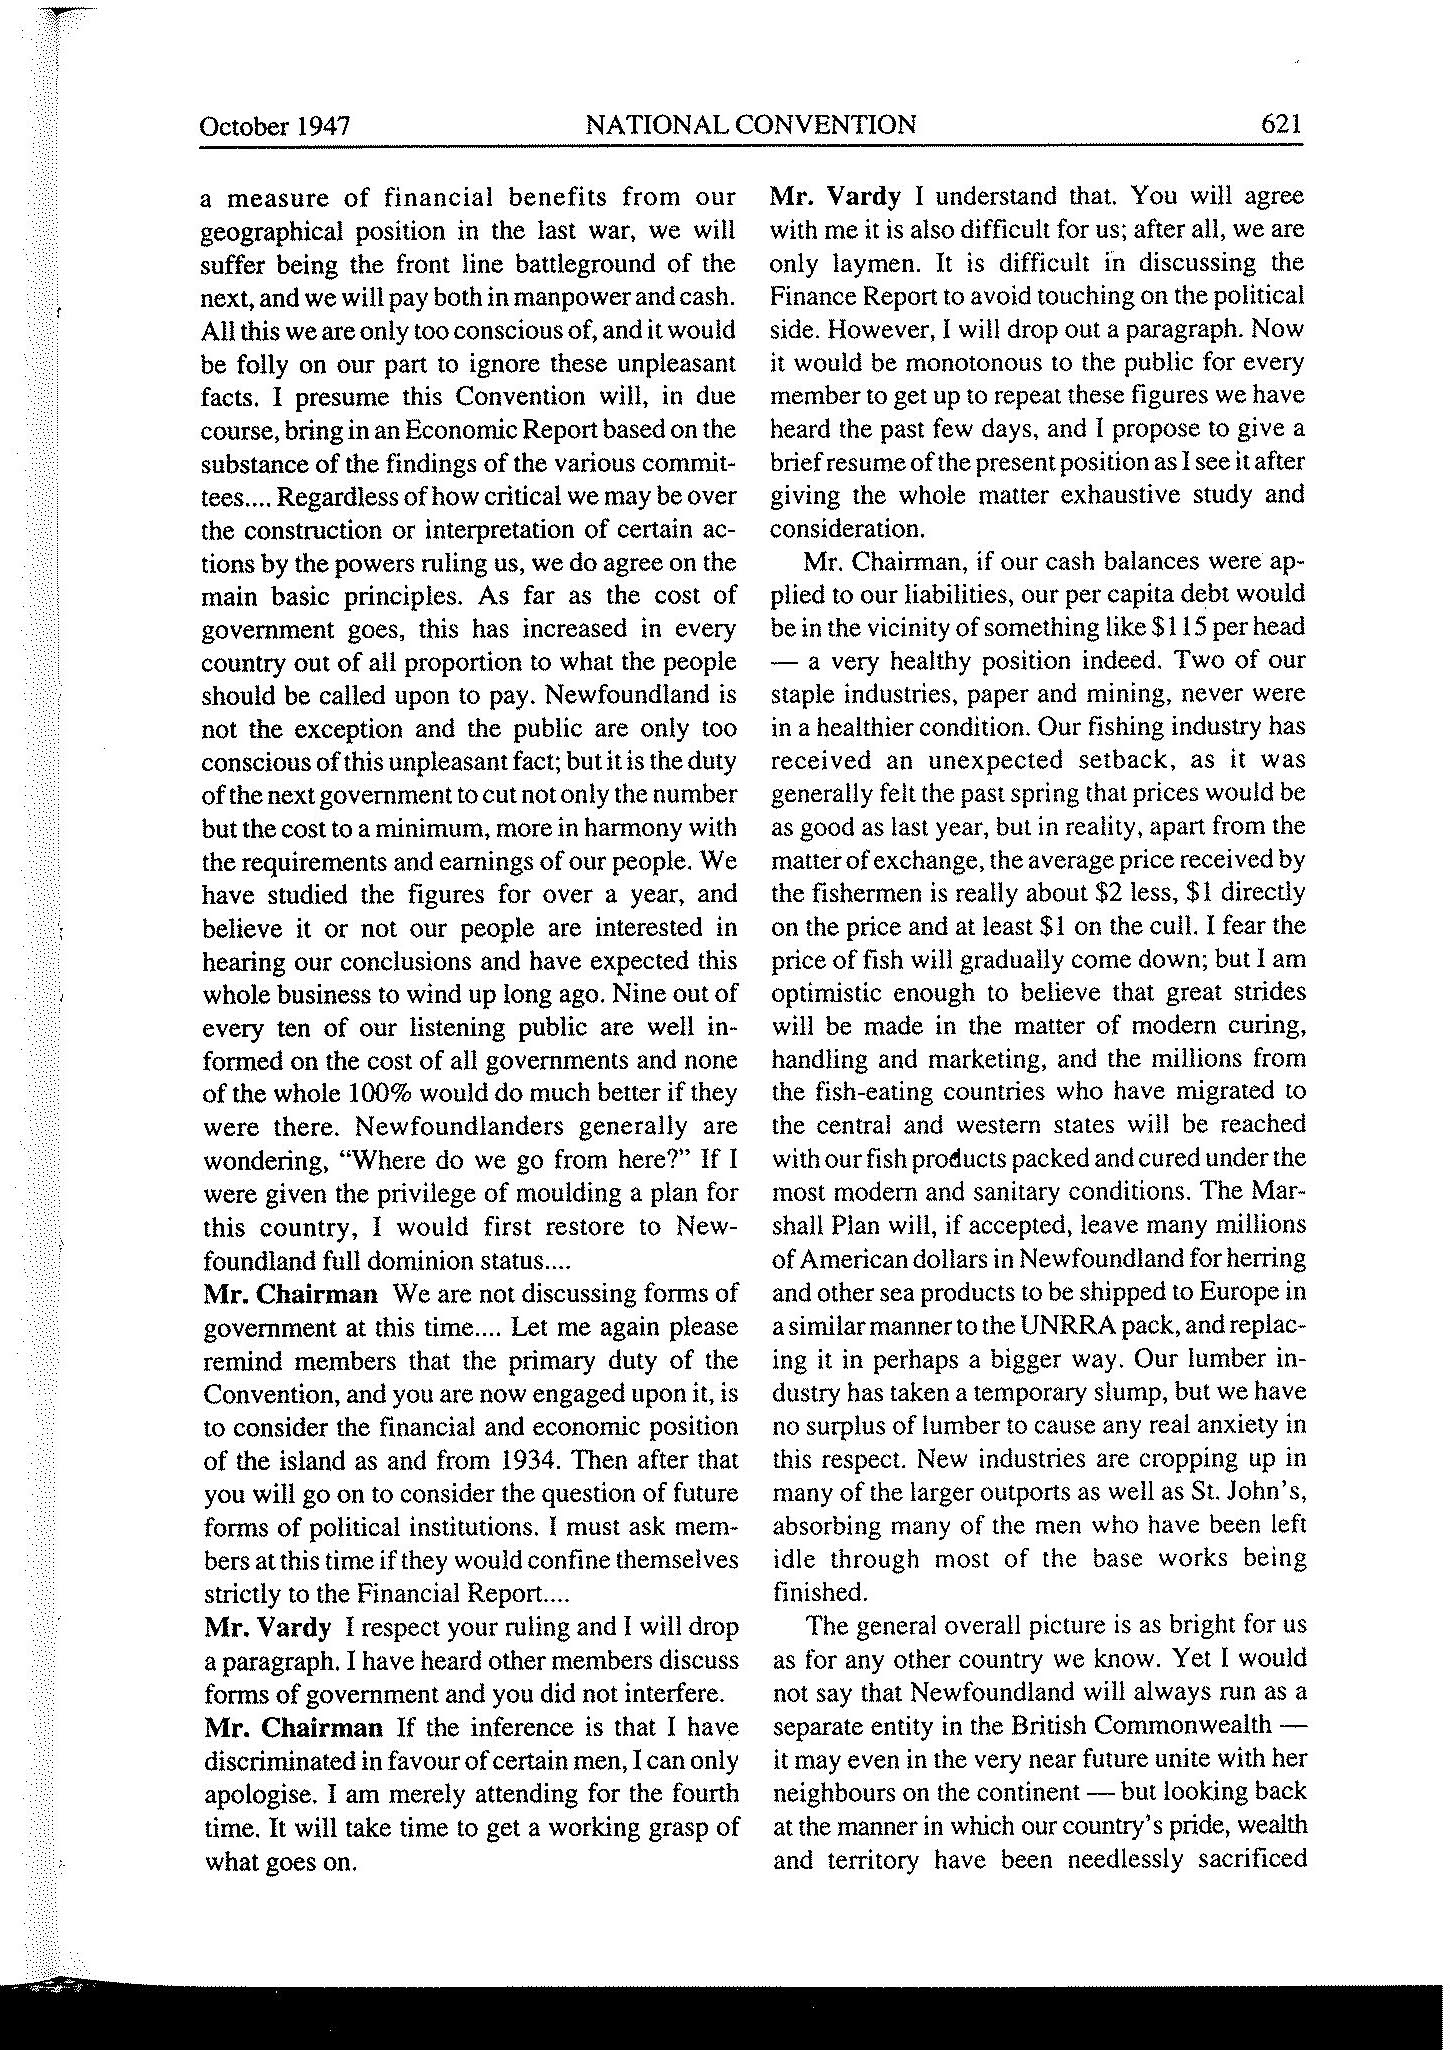 October 1947 NATIONAL CONVENTION 621
a measure of financial benefits from our
geographical position in the last war, we will
suffer being the front line battleground of the
next, and we will pay both in manpower and cash.
All this we are only too conscious of, and it would
be folly on our part to ignore these unpleasant
facts. I presume this Convention will, in due
course, bring in an Economic Report based on the
substance of the findings of the various commit-
tees.... Regardless of how critical we may be over
the construction or interpretation of certain ac-
tions by the powers ruling us, we do agree on the
main basic principles. As far as the cost of
government goes, this has increased in every
country out of all proportion to what the people
should be called upon to pay. Newfoundland is
not the exception and the public are only too
conscious of this unpleasant fact; but it is the duty
of the next government to cut not only the number
but the cost to a minimum, more in harmony with
the requirements and earnings of our people. We
have studied the figures for over a year, and
believe it or not our people are interested in
hearing our conclusions and have expected this
whole business to wind up long ago. Nine out of
every ten of our listening public are well in-
formed on the cost of all governments and none
of the whole 100% would do much better if they
were there. Newfoundlanders generally are
wondering, “Where do we go from here?” If I
were given the privilege of moulding a plan for
this country, I would first restore to New-
foundland full dominion status....
Mr. Chairman We are not discussing forms of
government at this time.... Let me again please
remind members that the primary duty of the
Convention, and you are now engaged upon it, is
to consider the financial and economic position
of the island as and from 1934. Then after that
you will go on to consider the question of future
forms of political institutions. I must ask mem-
bers at this time if they would confine themselves
strictly to the Financial Report....
Mr. Vardy I respect your ruling and I will drop
a paragraph. I have heard other members discuss
forms of government and you did not interfere.
Mr. Chairman If the inference is that I have
discriminated in favour of certain men, I can only
apologise. I am merely attending for the fourth
time. It will take time to get a working grasp of
what goes on.
Mr. Vardy I understand that. You will agree
with me it is also difficult for us; after all, we are
only laymen. It is difficult in discussing the
Finance Report to avoid touching on the political
side. However, I will drop out a paragraph. Now
it would be monotonous to the public for every
member to get up to repeat these figures we have
heard the past few days, and I propose to give a
brief resume of the present position as I see it after
giving the whole matter exhaustive study and
consideration.
Mr. Chairman, if our cash balances were ap-
plied to our liabilities, our per capita debt would
be in the vicinity of something like $115 per head
— a very healthy position indeed. Two of our
staple industries, paper and mining, never were
in a healthier condition. Our fishing industry has
received an unexpected setback, as it was
generally felt the past spring that prices would be
as good as last year, but in reality, apart from the
matter of exchange, the average price received by
the fishermen is really about $2 less, $1 directly
on the price and at least $1 on the cull. I fear the
price of fish will gradually come down; but I am
optimistic enough to believe that great strides
will be made in the matter of modern curing,
handling and marketing, and the millions from
the fish-eating countries who have migrated to
the central and western states will be reached
with our fish products packed and cured under the
most modern and sanitary conditions. The Mar-
shall Plan will, if accepted, leave many millions
of American dollars in Newfoundland for herring
and other sea products to be shipped to Europe in
a similar manner to the UNRRA pack, and replac-
ing it in perhaps a bigger way. Our lumber in-
dustry has taken a temporary slump, but we have
no surplus of lumber to cause any real anxiety in
this respect. New industries are cropping up in
many of the larger outports as well as St. John’s,
absorbing many of the men who have been left
idle through most of the base works being
finished.
The general overall picture is as bright for us
as for any other country we know. Yet I would
not say that Newfoundland will always run as a
separate entity in the British Commonwealth —
it may even in the very near future unite with her
neighbours on the continent — but looking back
at the manner in which our country’s pride, wealth
and territory have been needlessly sacrificed